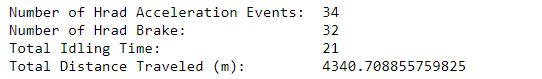 Number of Hrad Acceleration Events:  34
Number of Hrad Brake:                32
Total Idling Time:                   21
Total Distance Traveled (m):         4340.708855759825